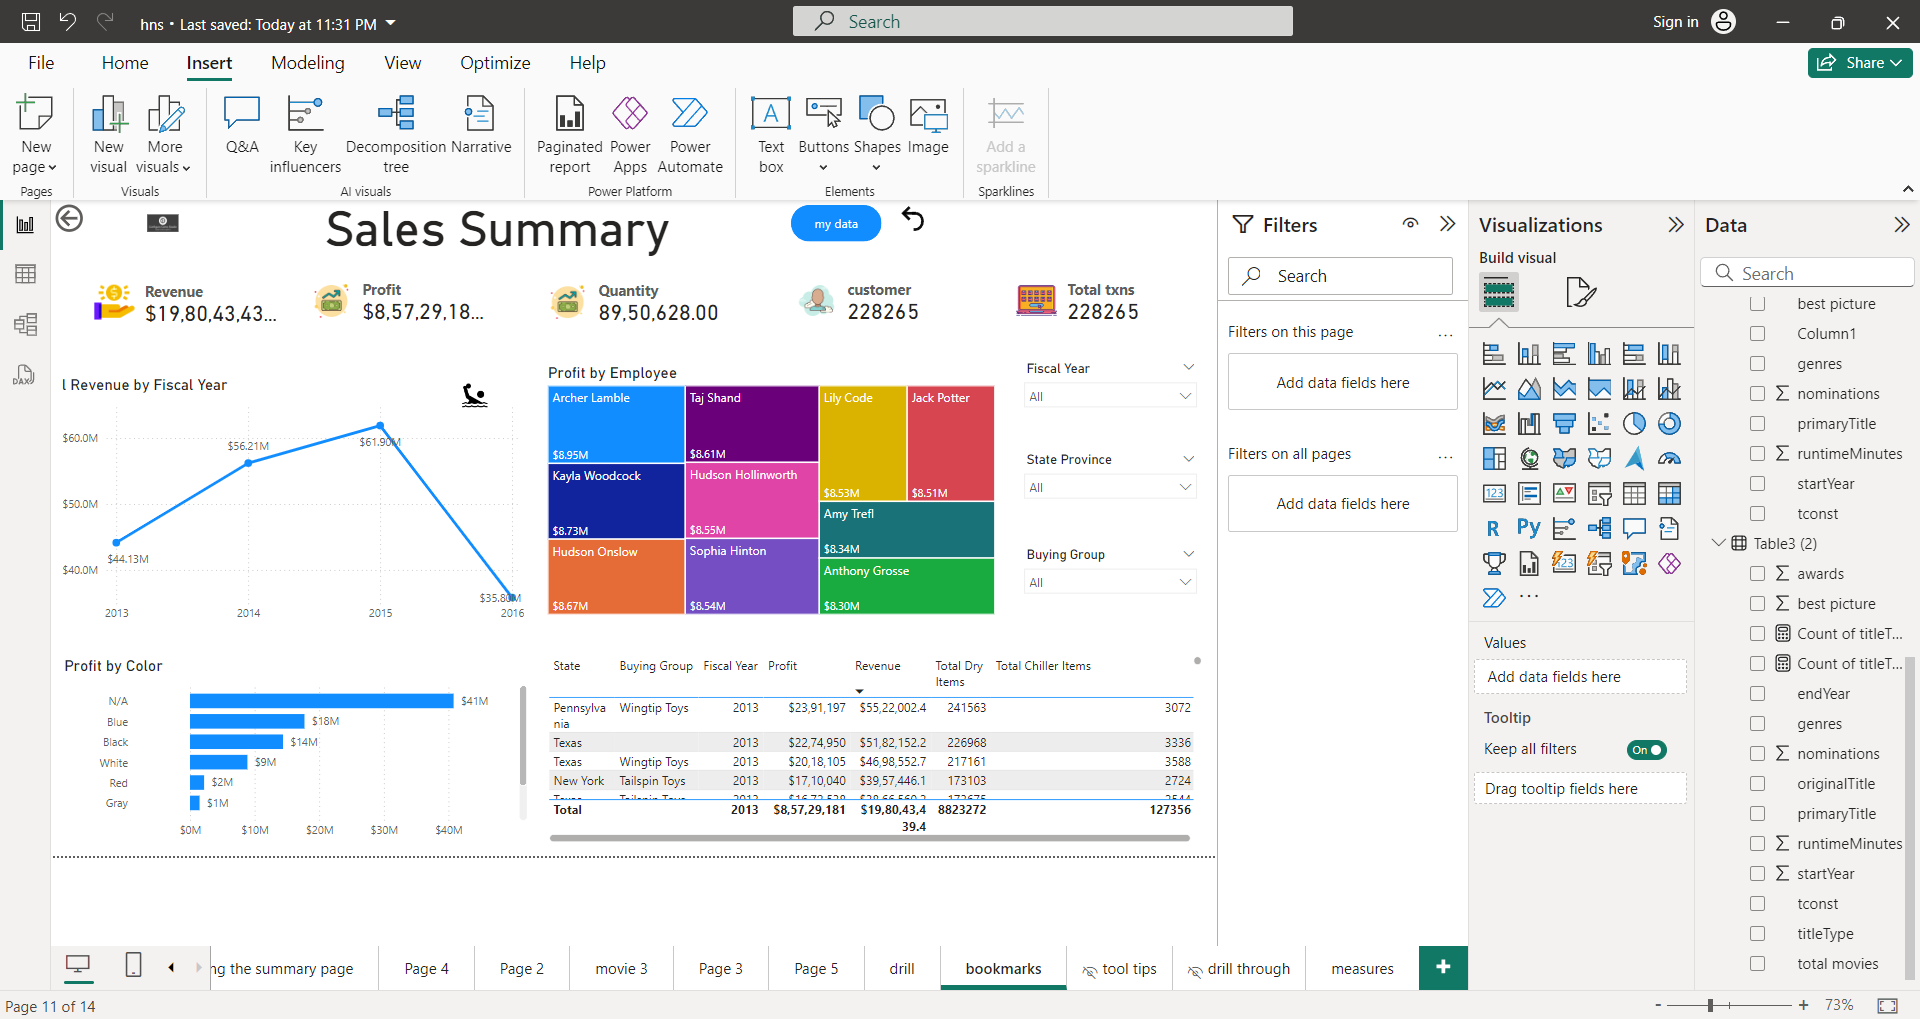 hns • Last saved: Today at 11:31 PM
Search
Sign in
File Home Insert Modeling View Optimize Help
Share
New page
New visual
More visuals
Q&A
Key influencers
Decomposition tree
Narrative
Paginated report
Power Apps
Power Automate
Text box
Buttons
Shapes
Image
Add a sparkline
Pages
Visuals
AI visuals
Power Platform
Elements
Sparklines
Sales Summary
my data
Revenue
$19,80,43,43...
Profit
$8,57,29,18...
Quantity
89,50,628.00
customer
228265
Total txns
228265
l Revenue by Fiscal Year
$60.0M
$50.0M
$40.0M
$44.13M
$56.21M
$61.90M
$35.80M
2013 2014 2015 2016
Profit by Employee
Archer Lamble
$8.95M
Kayla Woodcock
$8.73M
Hudson Onslow
$8.67M
Taj Shand
$8.61M
Hudson Hollinworth
$8.55M
Sophia Hinton
$8.54M
Lily Code
$8.53M
Jack Potter
$8.51M
Amy Trefl
$8.34M
Anthony Grosse
$8.30M
Fiscal Year
All
State Province
All
Buying Group
All
Profit by Color
N/A $41M
Blue $18M
Black $14M
White $9M
Red $2M
Gray $1M
$0M $10M $20M $30M $40M
State Buying Group Fiscal Year Profit Revenue Total Dry Items Total Chiller Items
Pennsylvania Wingtip Toys 2013 $23,91,197 $55,22,002.4 241563 3072
Texas 2013 $22,74,950 $51,82,152.2 226968 3336
Texas Wingtip Toys 2013 $20,18,105 $46,98,552.7 217161 3588
New York Tailspin Toys 2013 $17,10,040 $39,57,446.1 173103 2724
Total 2013 $8,57,29,181 $19,80,43,439.4 8823272 127356
Filters
Search
Filters on this page
...
Add data fields here
Filters on all pages
...
Add data fields here
Visualizations
Build visual
123
R
Py
123
...
Values
Add data fields here
Tooltip
Keep all filters
On
Drag tooltip fields here
Data
Search
best picture
Column1
genres
Σ nominations
primaryTitle
Σ runtimeMinutes
startYear
tconst
Table3 (2)
Σ awards
Σ best picture
Count of titleT...
Count of titleT...
endYear
genres
Σ nominations
originalTitle
primaryTitle
Σ runtimeMinutes
Σ startYear
tconst
titleType
total movies
ng the summary page
Page 4
Page 2
movie 3
Page 3
Page 5
drill
bookmarks
tool tips
drill through
measures
+
Page 11 of 14
- + 73%